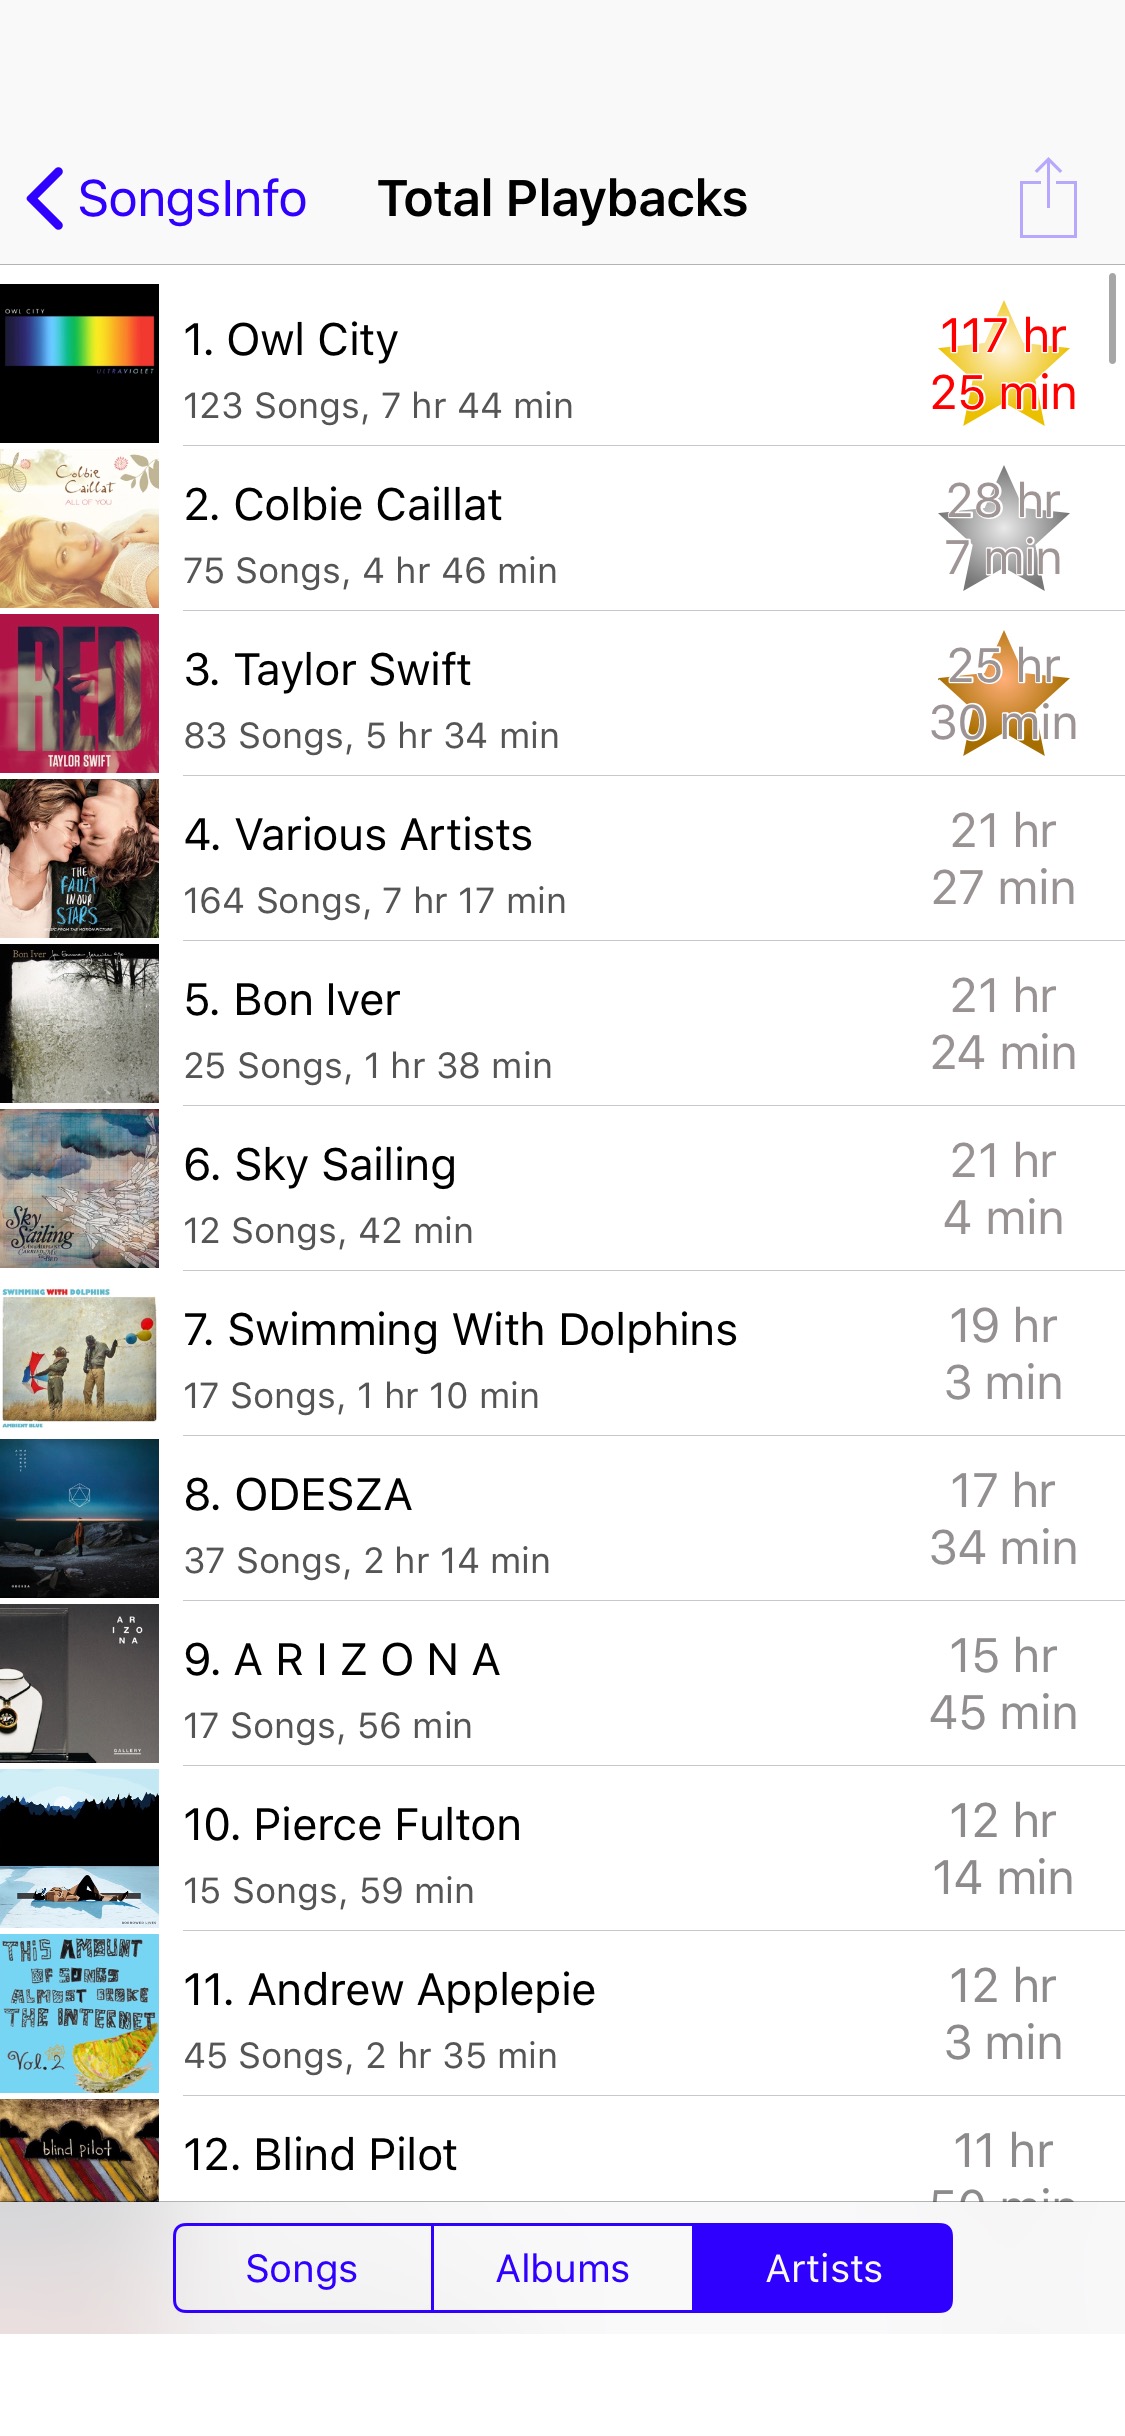 SongsInfo
Total Playbacks
OWL CITY
ULTRAVIOLET
1. Owl City
123 Songs, 7 hr 44 min
117 hr
25 min
Colbie
Caillat
ALL OF YOU
2. Colbie Caillat
75 Songs, 4 hr 46 min
28 hr
7 min
RED
TAYLOR SWIFT
3. Taylor Swift
83 Songs, 5 hr 34 min
25 hr
30 min
THE
FAULT
IN OUR
STARS
MUSIC FROM THE MOTION PICTURE
4. Various Artists
164 Songs, 7 hr 17 min
21 hr
27 min
Bon Iver
5. Bon Iver
25 Songs, 1 hr 38 min
21 hr
24 min
Sky
Sailing
6. Sky Sailing
12 Songs, 42 min
21 hr
4 min
SWIMMING WITH DOLPHINS
AMBIENT BLUE
7. Swimming With Dolphins
17 Songs, 1 hr 10 min
19 hr
3 min
ODESZA
8. ODESZA
37 Songs, 2 hr 14 min
17 hr
34 min
A R
I Z O
N A
GALLERY
9. A R I Z O N A
17 Songs, 56 min
15 hr
45 min
10. Pierce Fulton
15 Songs, 59 min
12 hr
14 min
THIS AMOUNT
OF SONGS
ALMOST BROKE
THE INTERNET
Vol. 2
11. Andrew Applepie
45 Songs, 2 hr 35 min
12 hr
3 min
blind pilot
12. Blind Pilot
11 hr
Songs
Albums
Artists